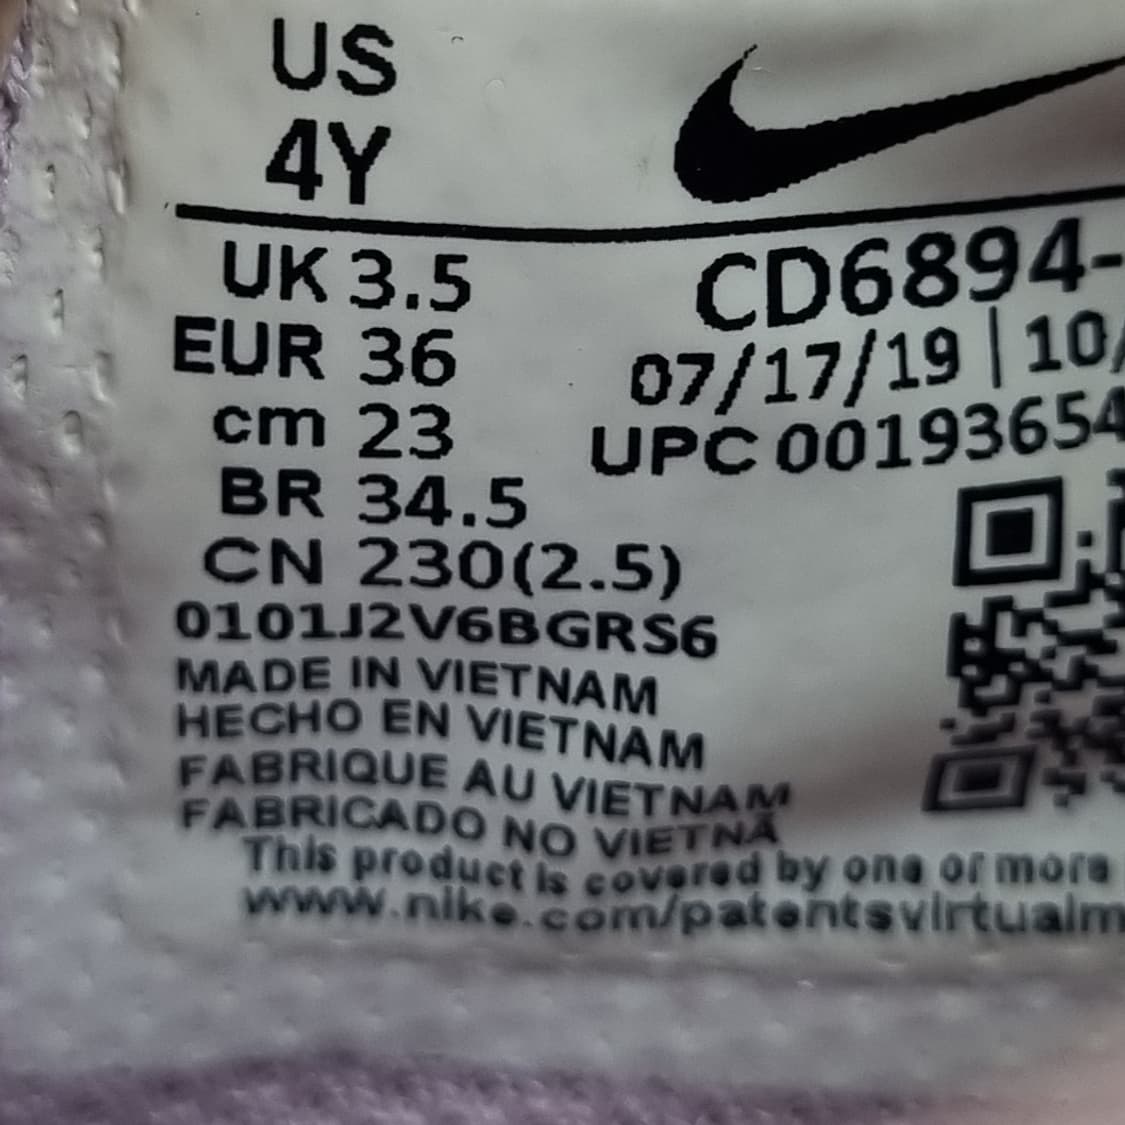 US
4Y
UK 3.5
EUR 36
cm 23
BR 34.5
CN 230(2.5)
CD6894-
07/17/19 | 10/
UPC 00193654
0101J2V6BGRS6
MADE IN VIETNAM
HECHO EN VIETNAM
FABRIQUE AU VIETNAM
FABRICADO NO VIETNÃ
This product is covered by one or more
www.nike.com/patentsvirtualm